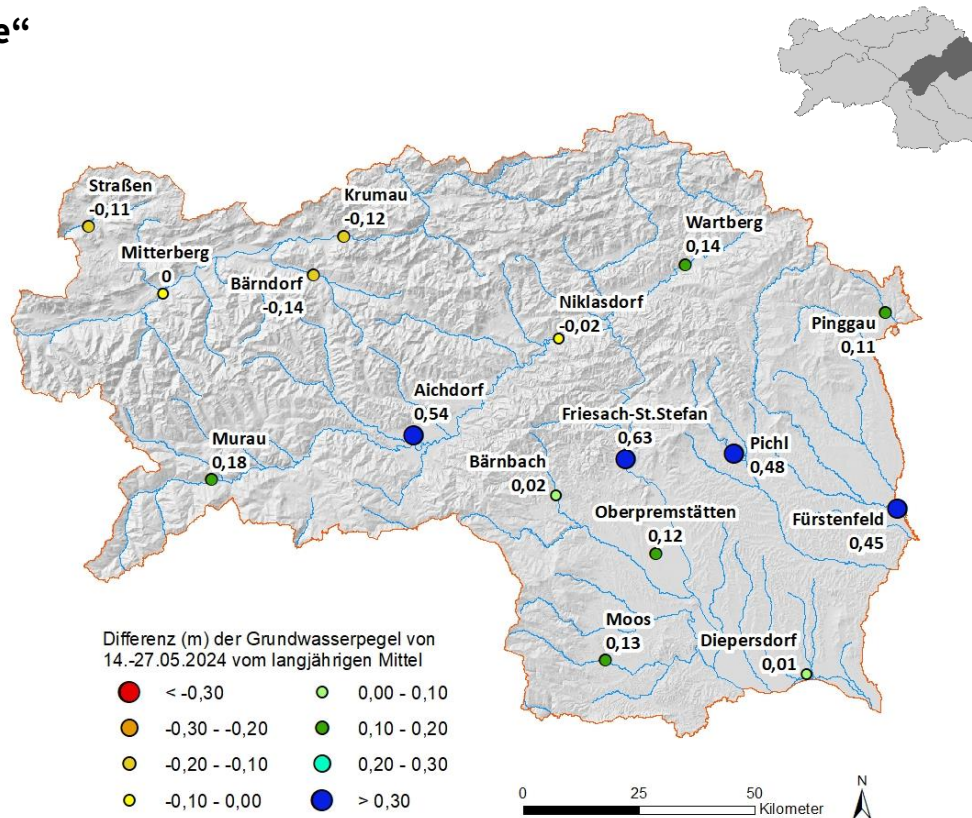 e“
Straßen
-0,11
Krumau
-0,12
Wartberg
0,14
Mitterberg
0
Bärndorf
-0,14
Niklasdorf
-0,02
Pinggau
0,11
Aichdorf
0,54
Friesach-St.Stefan
0,63
Murau
0,18
Pichl
0,48
Bärnbach
0,02
Oberpremstätten
0,12
Fürstenfeld
0,45
Moos
0,13
Diepersdorf
0,01
Differenz (m) der Grundwasserpegel von
14.-27.05.2024 vom langjährigen Mittel
< -0,30
-0,30 - -0,20
-0,20 - -0,10
-0,10 - 0,00
0,00 - 0,10
0,10 - 0,20
0,20 - 0,30
> 0,30
0 25 50
Kilometer
N